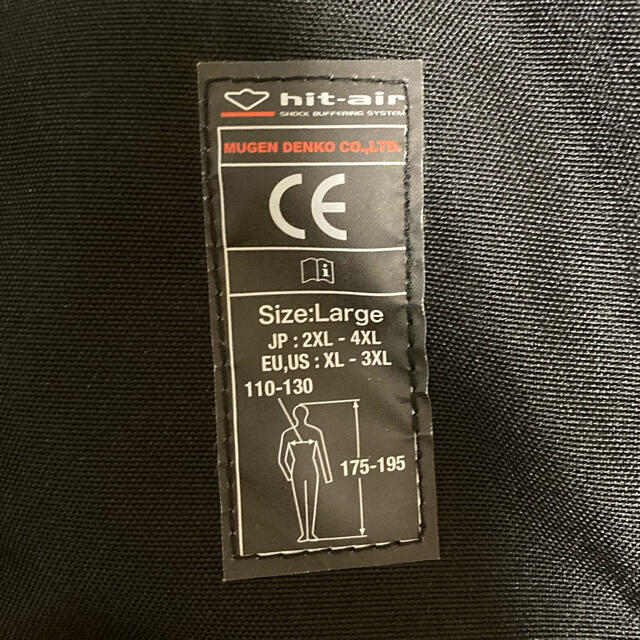 hit-air
SHOCK BUFFERING SYSTEM
MUGEN DENKO CO.,LTD.
CE
i
Size:Large
JP : 2XL - 4XL
EU,US : XL - 3XL
110-130
175-195